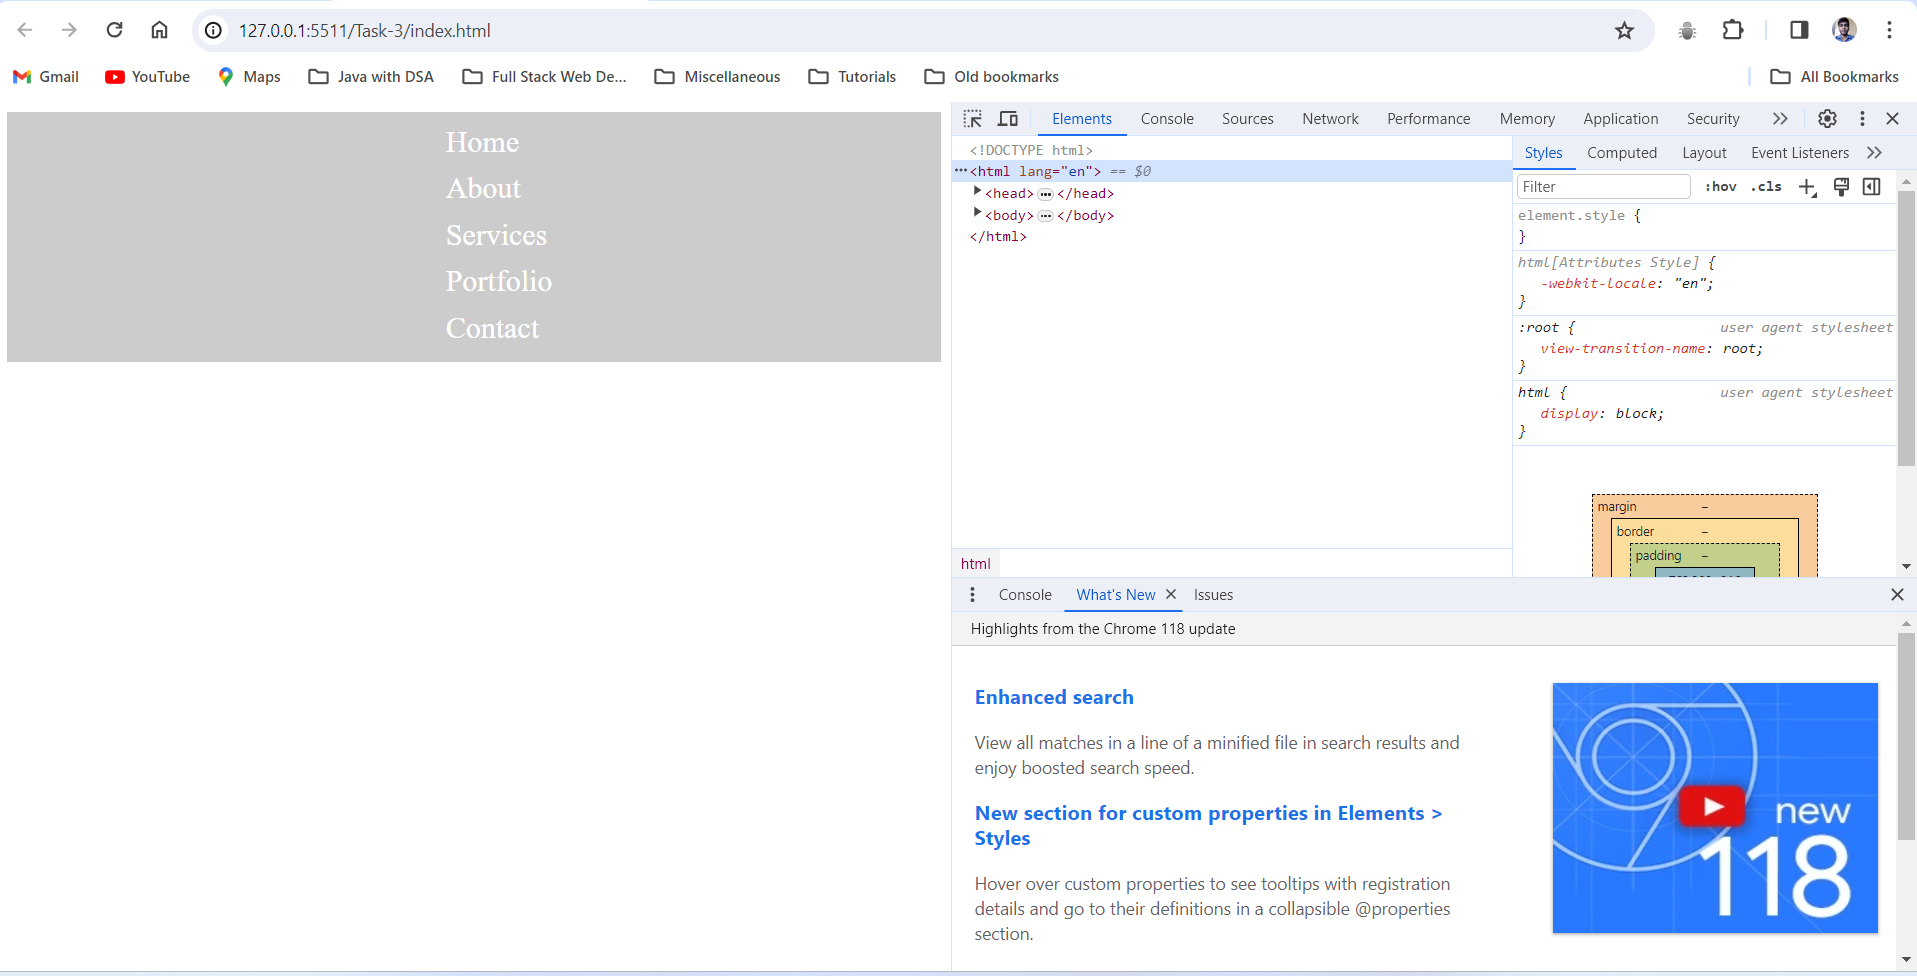 127.0.0.1:5511/Task-3/index.html
Gmail YouTube Maps Java with DSA Full Stack Web De... Miscellaneous Tutorials Old bookmarks All Bookmarks
Home
About
Services
Portfolio
Contact
Elements Console Sources Network Performance Memory Application Security
<!DOCTYPE html>
<html lang="en"> == $0
<head> ... </head>
<body> ... </body>
</html>
html
Styles Computed Layout Event Listeners
Filter :hov .cls
element.style {
}
html[Attributes Style] {
-webkit-locale: "en";
}
:root { user agent stylesheet
view-transition-name: root;
}
html { user agent stylesheet
display: block;
}
margin –
border –
padding –
Console What's New Issues
Highlights from the Chrome 118 update
Enhanced search
View all matches in a line of a minified file in search results and
enjoy boosted search speed.
New section for custom properties in Elements >
Styles
Hover over custom properties to see tooltips with registration
details and go to their definitions in a collapsible @properties
section.
new
118